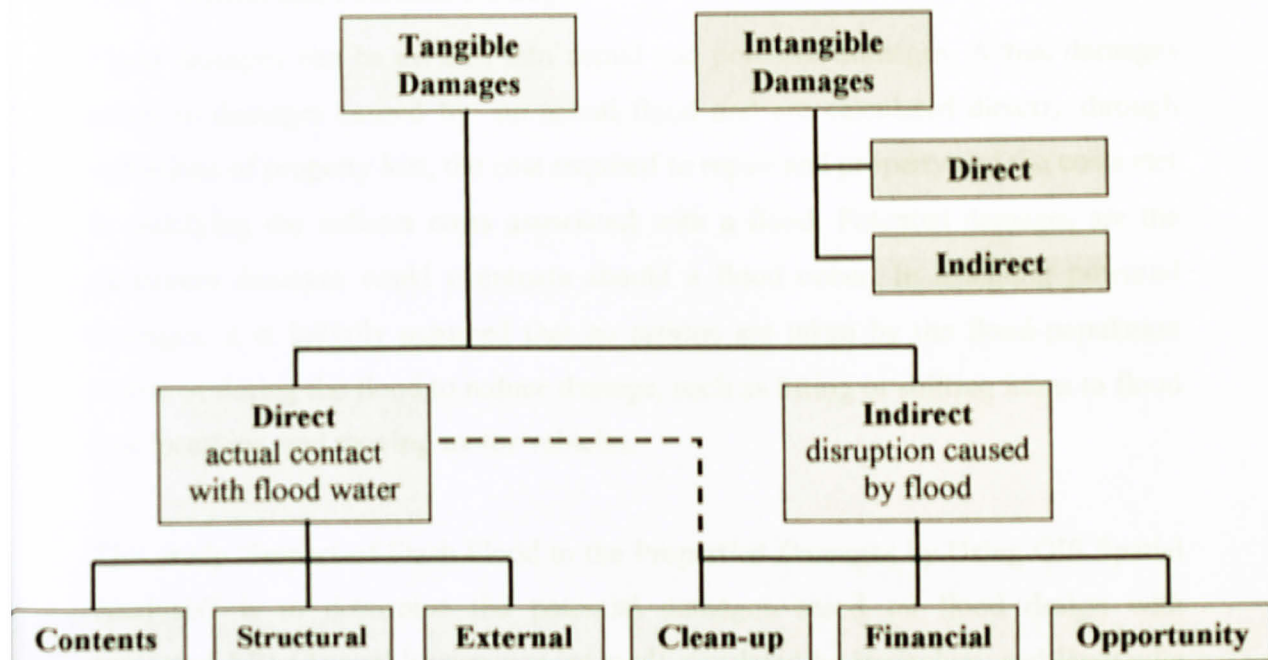 Tangible
Damages
Intangible
Damages
Direct
Indirect
Direct
actual contact
with flood water
Indirect
disruption caused
by flood
Contents
Structural
External
Clean-up
Financial
Opportunity